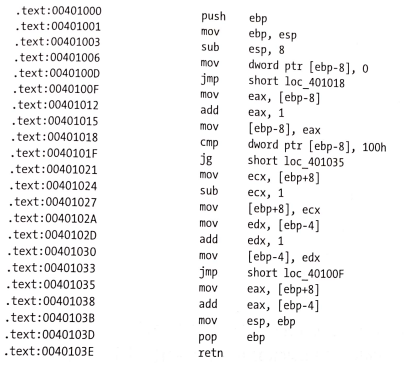 .text:00401000 push ebp
.text:00401001 mov ebp, esp
.text:00401003 sub esp, 8
.text:00401006 mov dword ptr [ebp-8], 0
.text:0040100D jmp short loc_401018
.text:0040100F mov eax, [ebp-8]
.text:00401012 add eax, 1
.text:00401015 mov [ebp-8], eax
.text:00401018 cmp dword ptr [ebp-8], 100h
.text:0040101F jg short loc_401035
.text:00401021 mov ecx, [ebp+8]
.text:00401024 sub ecx, 1
.text:00401027 mov [ebp+8], ecx
.text:0040102A mov edx, [ebp-4]
.text:0040102D add edx, 1
.text:00401030 mov [ebp-4], edx
.text:00401033 jmp short loc_40100F
.text:00401035 mov eax, [ebp+8]
.text:00401038 add eax, [ebp-4]
.text:0040103B mov esp, ebp
.text:0040103D pop ebp
.text:0040103E retn